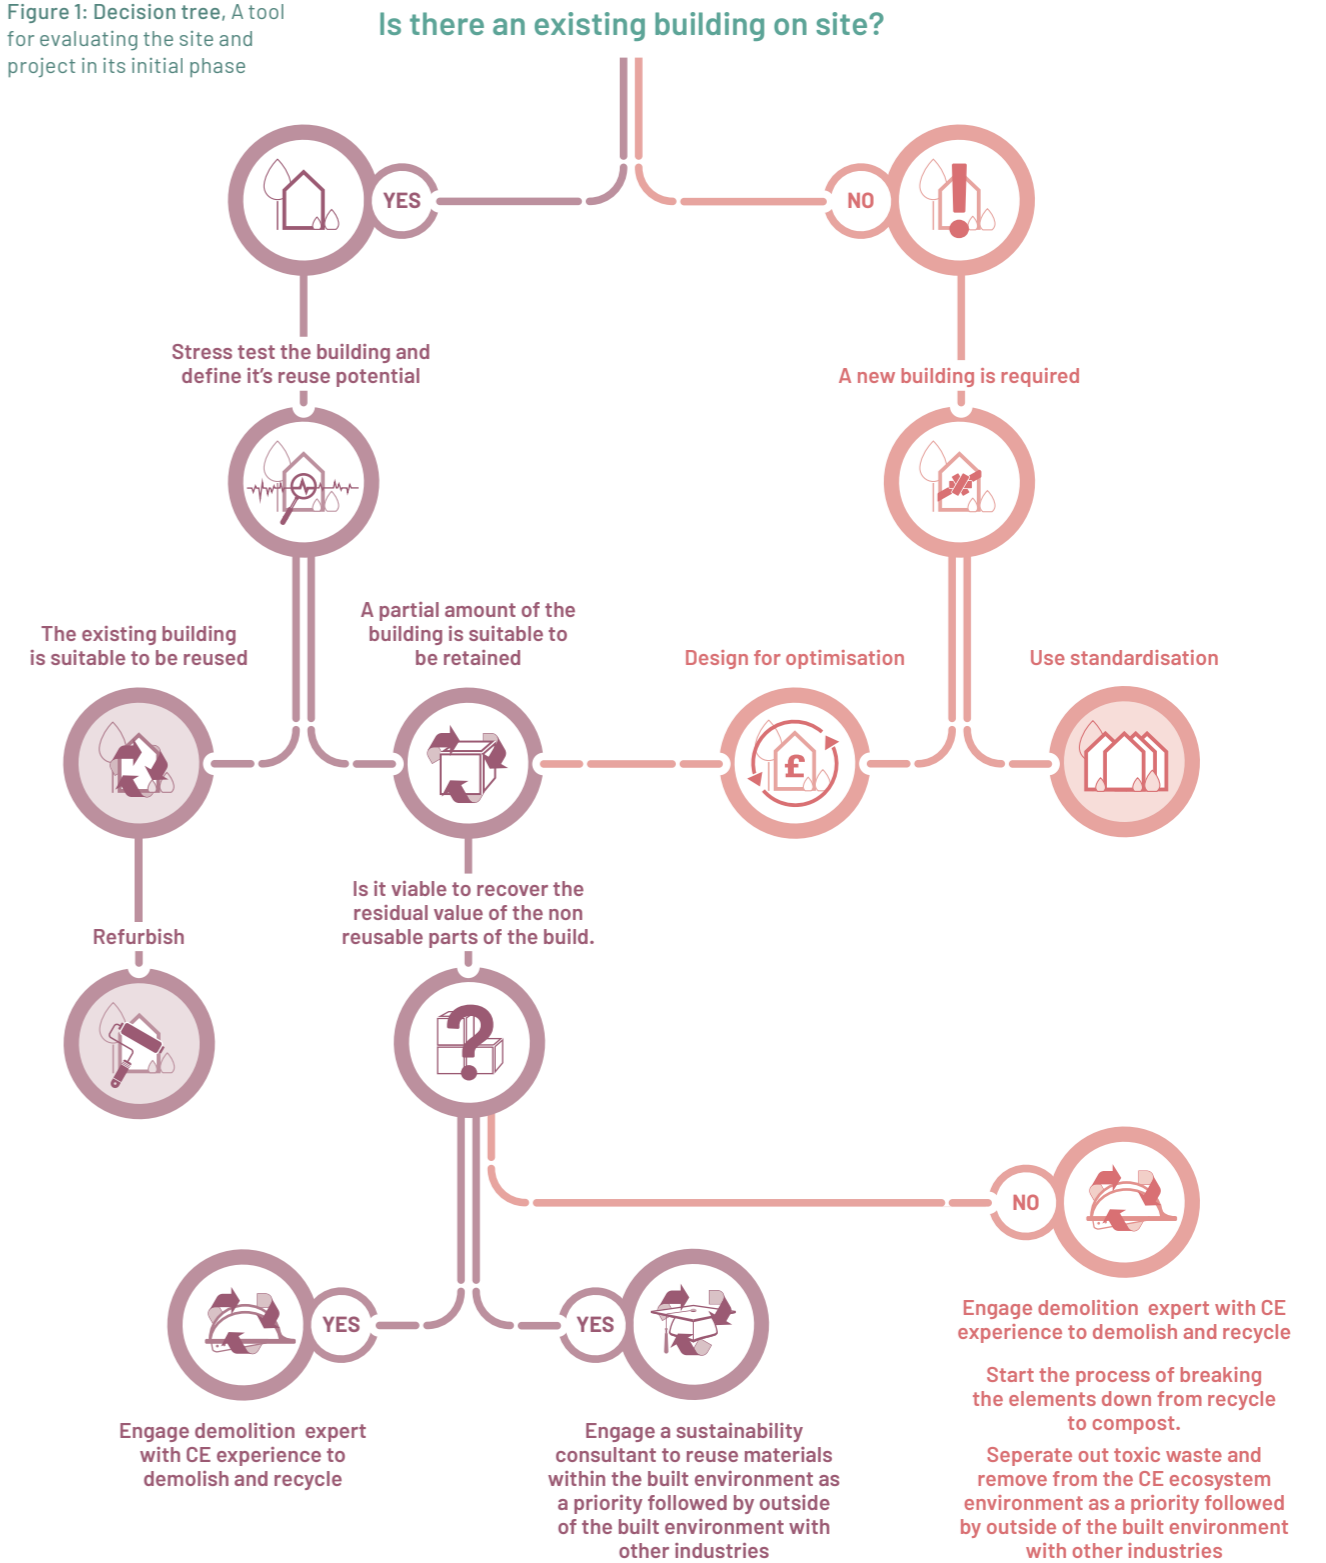 Figure 1: Decision tree, A tool
for evaluating the site and
project in its initial phase
Is there an existing building on site?
YES
NO
Stress test the building and
define it's reuse potential
A new building is required
The existing building
is suitable to be reused
A partial amount of the
building is suitable to
be retained
Design for optimisation
Use standardisation
£
Refurbish
Is it viable to recover the
residual value of the non
reusable parts of the build.
?
NO
YES
YES
Engage demolition expert with CE
experience to demolish and recycle
Start the process of breaking
the elements down from recycle
to compost.
Seperate out toxic waste and
remove from the CE ecosystem
environment as a priority followed
by outside of the built environment
with other industries
Engage demolition expert
with CE experience to
demolish and recycle
Engage a sustainability
consultant to reuse materials
within the built environment as
a priority followed by outside
of the built environment with
other industries